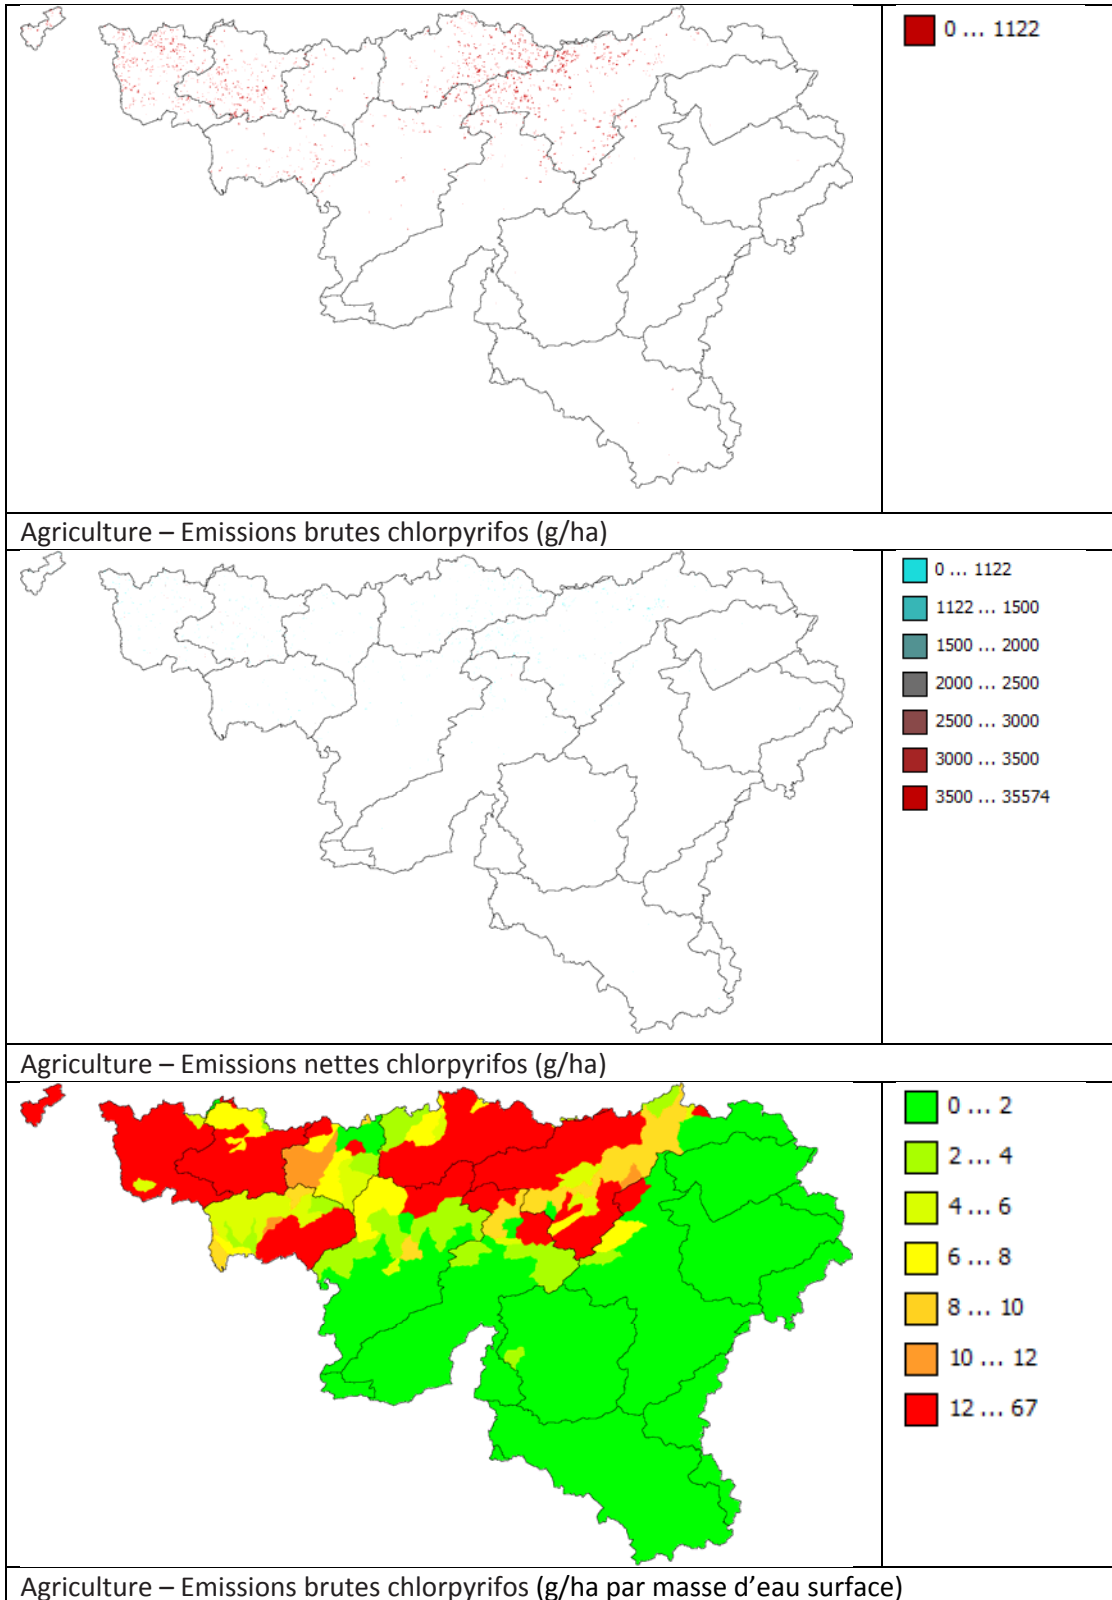 0 ... 1122
Agriculture – Emissions brutes chlorpyrifos (g/ha)
0 ... 1122
1122 ... 1500
1500 ... 2000
2000 ... 2500
2500 ... 3000
3000 ... 3500
3500 ... 35574
Agriculture – Emissions nettes chlorpyrifos (g/ha)
0 ... 2
2 ... 4
4 ... 6
6 ... 8
8 ... 10
10 ... 12
12 ... 67
Agriculture – Emissions brutes chlorpyrifos (g/ha par masse d'eau surface)